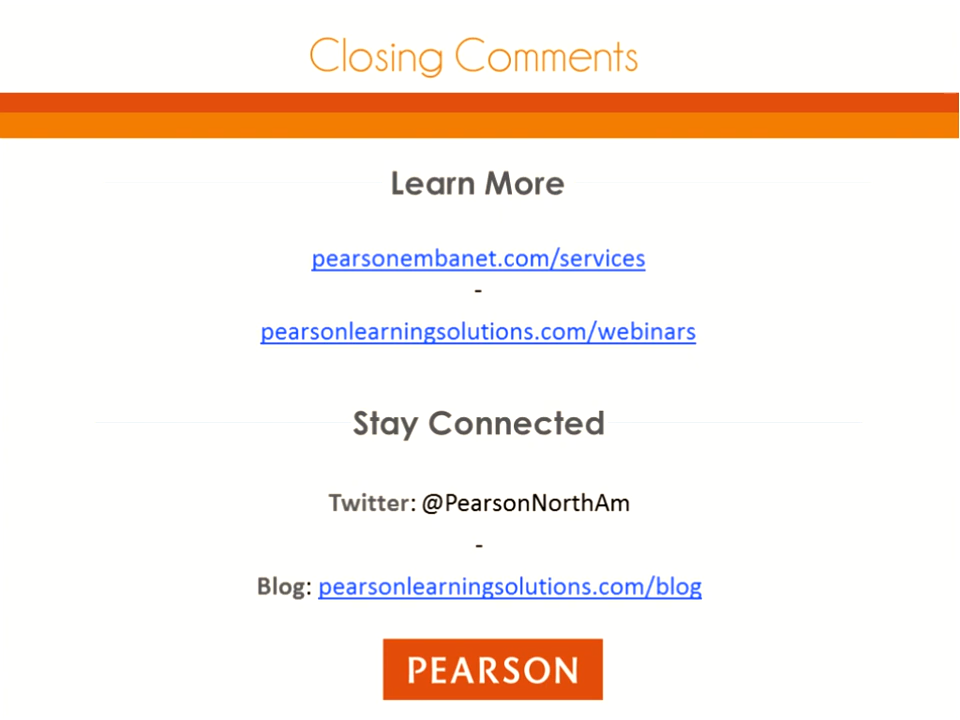 Closing Comments
Learn More
pearsonembanet.com/services
-
pearsonlearningsolutions.com/webinars
Stay Connected
Twitter: @PearsonNorthAm
-
Blog: pearsonlearningsolutions.com/blog
PEARSON